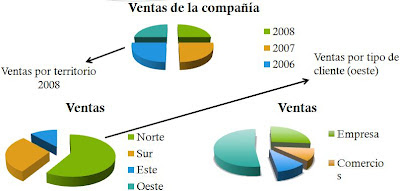 Ventas de la compañía
2008
2007
2006
Ventas por territorio
2008
Ventas por tipo de
cliente (oeste)
Ventas
Norte
Sur
Este
Oeste
Ventas
Empresa
Comercio
s